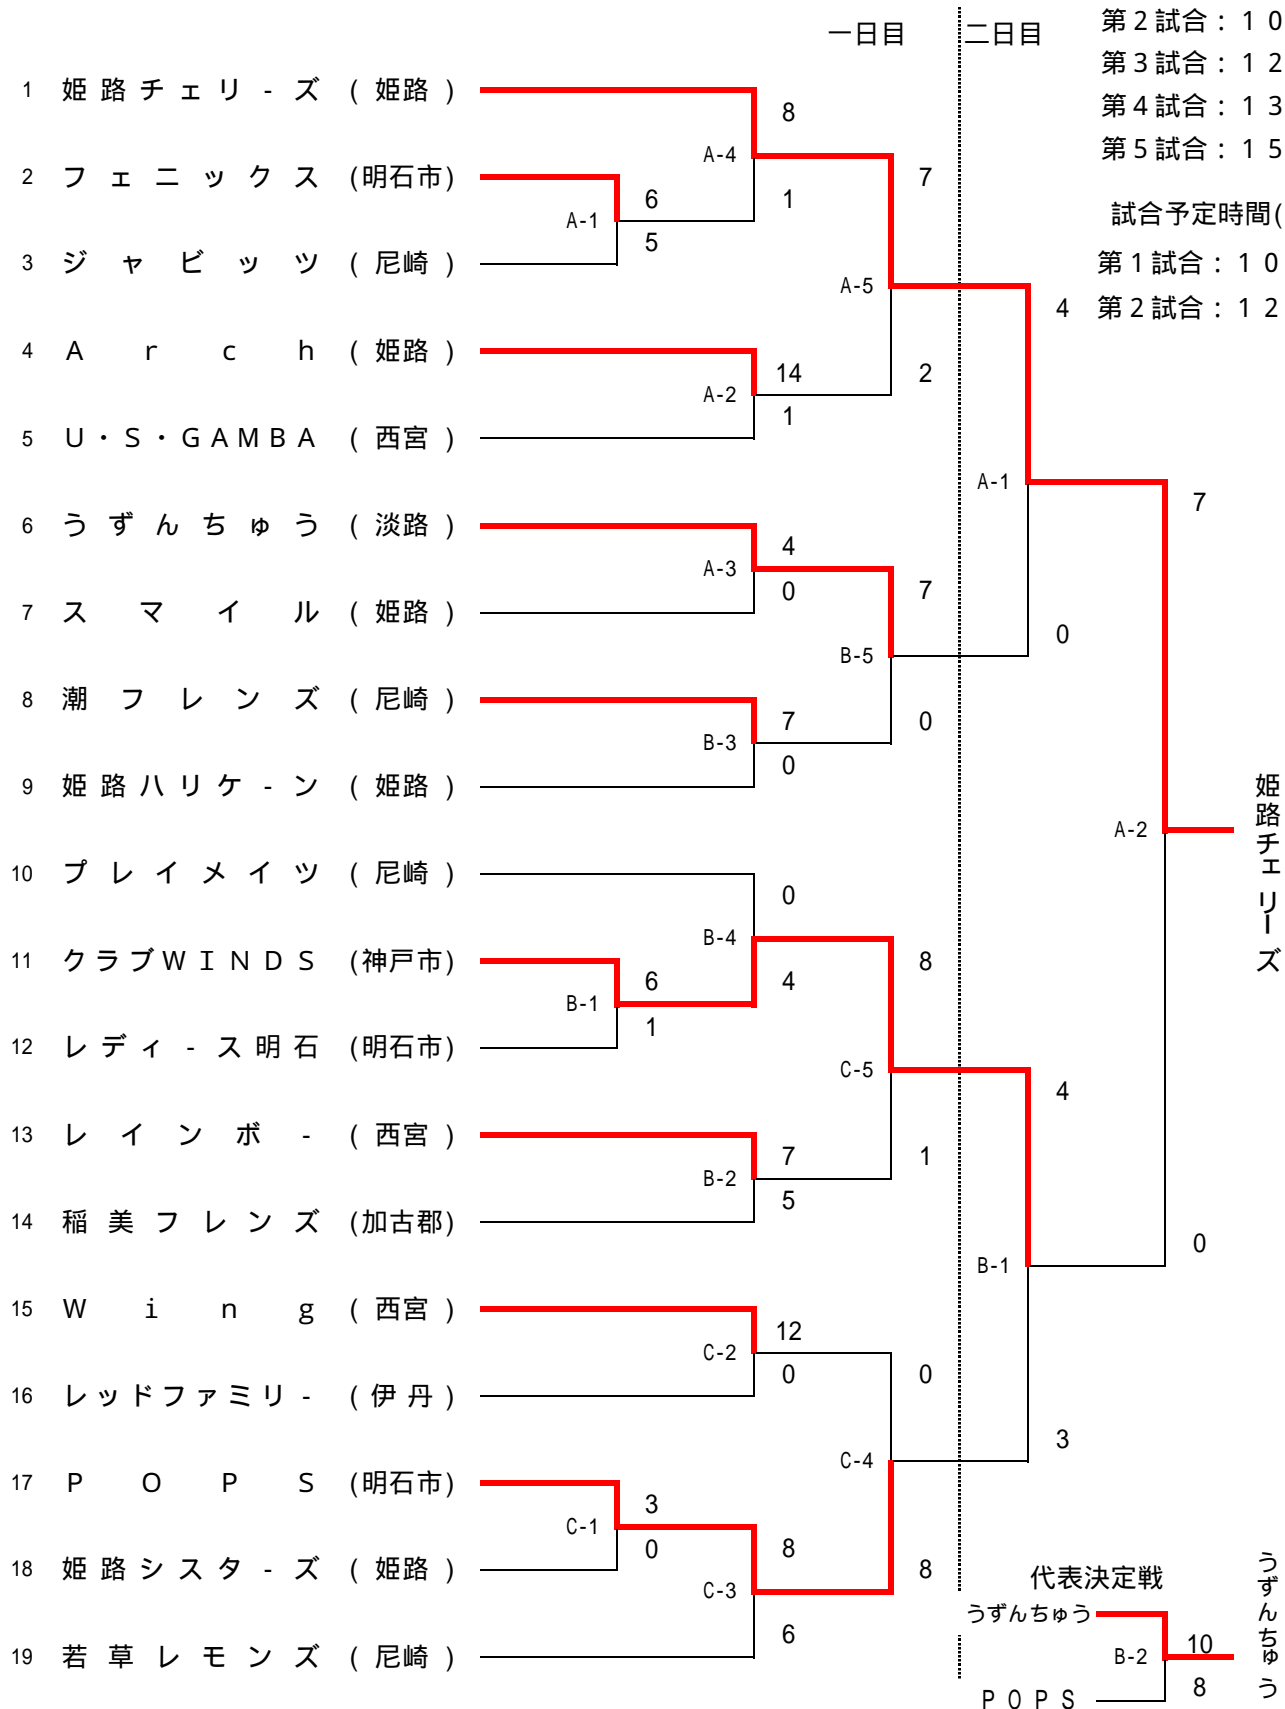 一日目 二日目 第2試合：10
第3試合：12
第4試合：13
第5試合：15
試合予定時間(
第1試合：10
第2試合：12
1 姫路チェリ-ズ (姫路)
8
A-4
2 フェニックス (明石市)
7
6
1
A-1
5
3 ジャビッツ (尼崎)
A-5
4
4 Arch (姫路)
14
2
A-2
1
5 U・S・GAMBA (西宮)
A-1
7
6 うずんちゅう (淡路)
4
A-3
0
7
7 スマイル (姫路)
0
B-5
8 潮フレンズ (尼崎)
7
0
B-3
0
9 姫路ハリケ-ン (姫路)
A-2
姫路チェリーズ
10 プレイメイツ (尼崎)
0
B-4
11 クラブWINDS (神戸市)
8
6
4
B-1
1
12 レディ-ス明石 (明石市)
C-5
4
13 レインボ- (西宮)
7
1
B-2
5
14 稲美フレンズ (加古郡)
0
B-1
15 Wing (西宮)
12
C-2
0
0
16 レッドファミリ- (伊丹)
3
C-4
17 POPS (明石市)
3
C-1
0
8
8
18 姫路シスタ-ズ (姫路)
C-3
6
19 若草レモンズ (尼崎)
代表決定戦
うずんちゅう
10
B-2
8
POPS
うずんちゅう